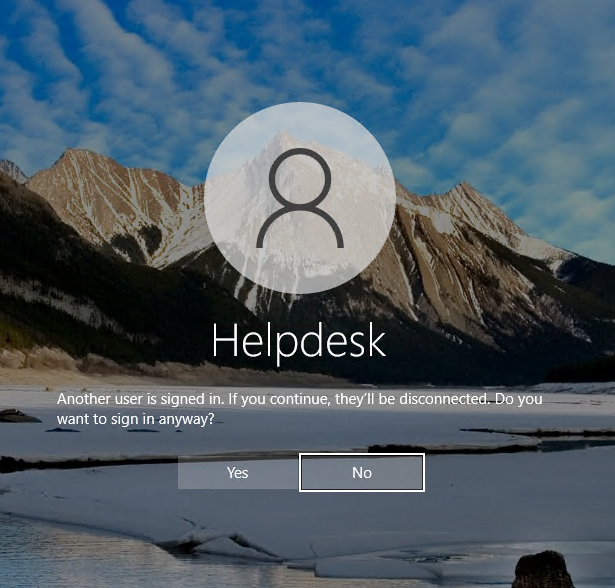 Helpdesk
Another user is signed in. If you continue, they'll be disconnected. Do you
want to sign in anyway?
Yes
No